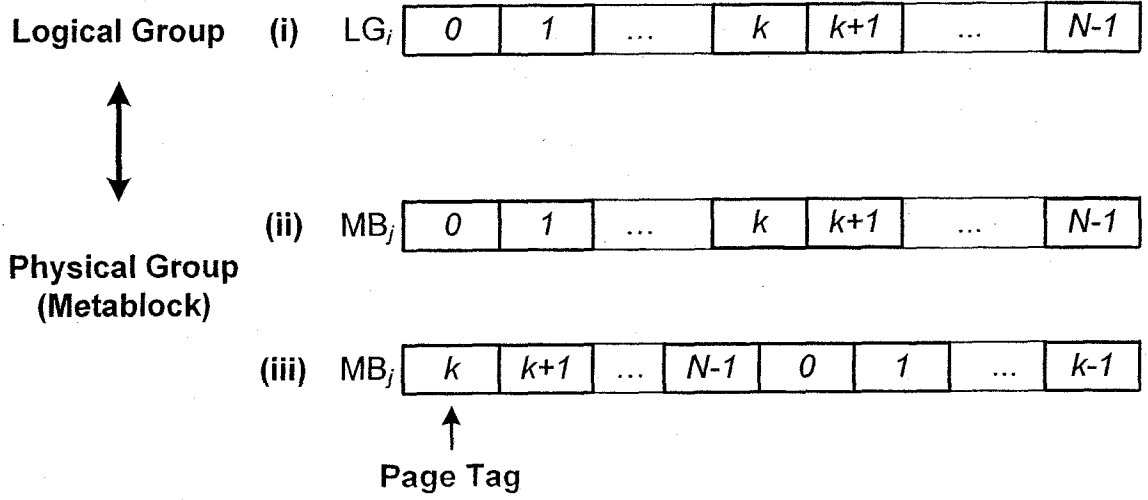 Logical Group (i) LGi 0 1 ... k k+1 ... N-1
(ii) MBj 0 1 ... k k+1 ... N-1
Physical Group
(Metablock)
(iii) MBj k k+1 ... N-1 0 1 ... k-1
Page Tag